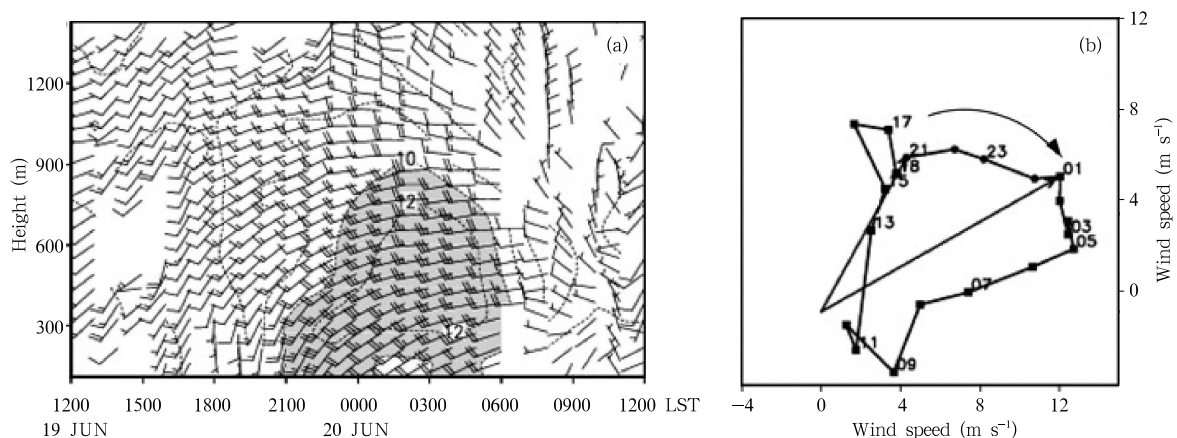 (a)
1200
900
600
300
Height (m)
10
12
12
1200 1500 1800 2100 0000 0300 0600 0900 1200 LST
19 JUN 20 JUN
(b)
12
8
4
0
Wind speed (m s⁻¹)
17
21
23
18
15
01
13
03
05
07
11
09
−4 0 4 8 12
Wind speed (m s⁻¹)